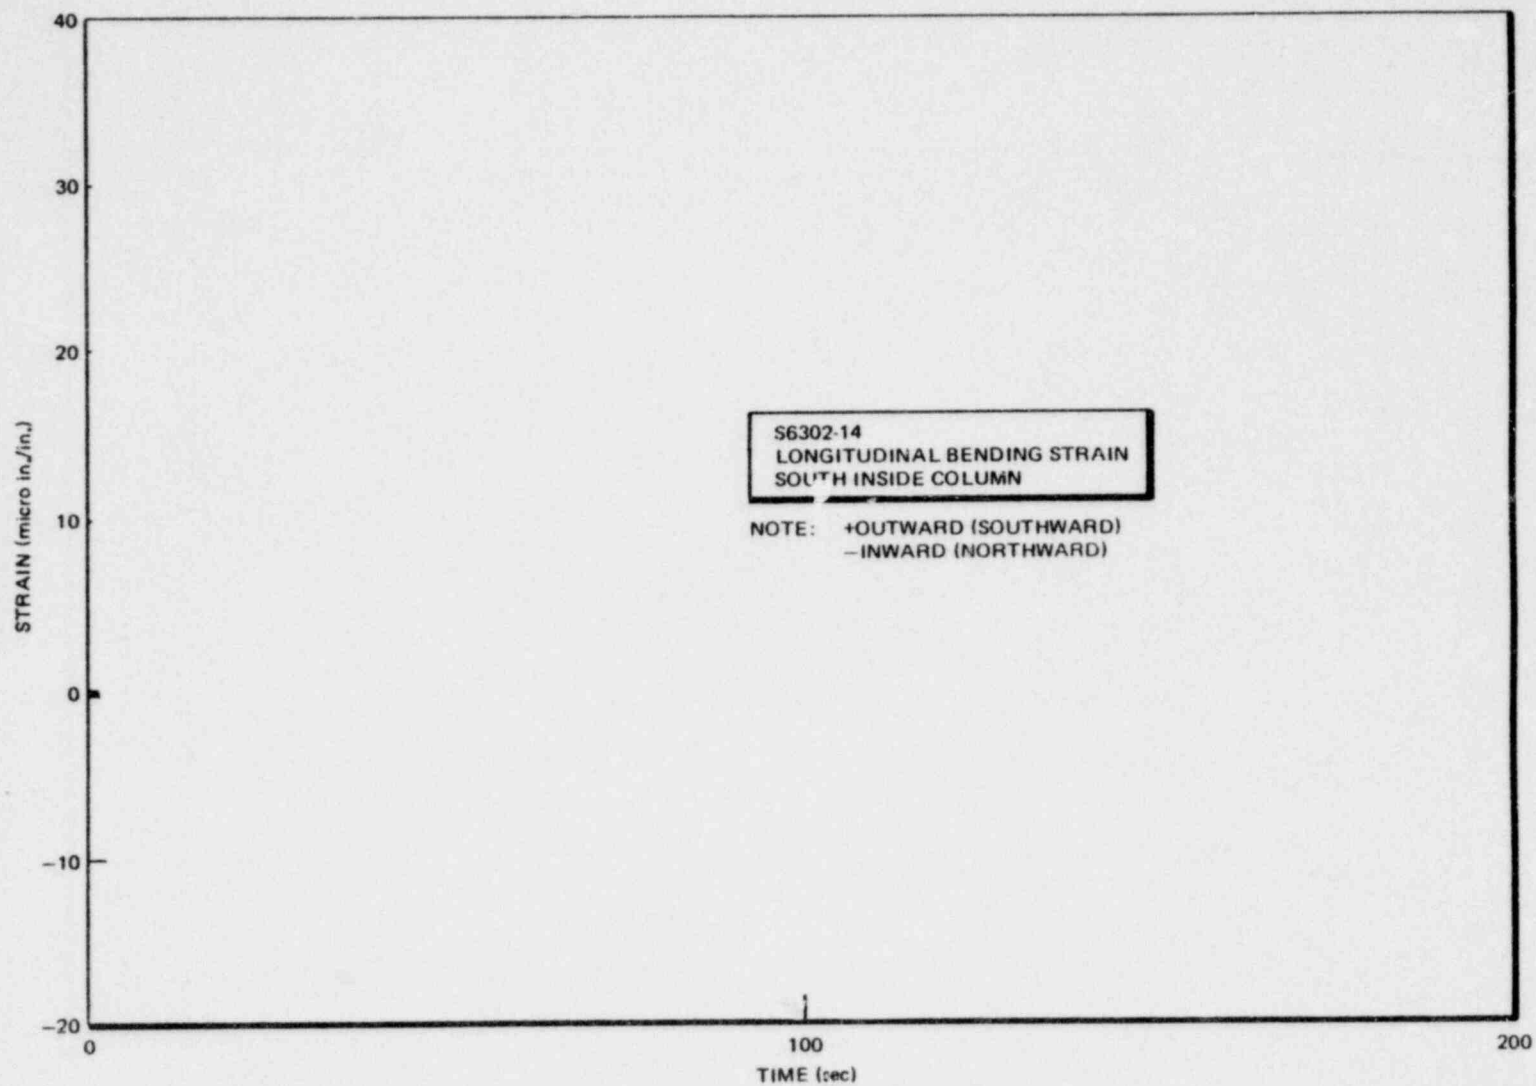 40
30
20
10
0
−10
−20
STRAIN (micro in./in.)
S6302-14
LONGITUDINAL BENDING STRAIN
SOUTH INSIDE COLUMN
NOTE: +OUTWARD (SOUTHWARD)
−INWARD (NORTHWARD)
0 100 200
TIME (sec)